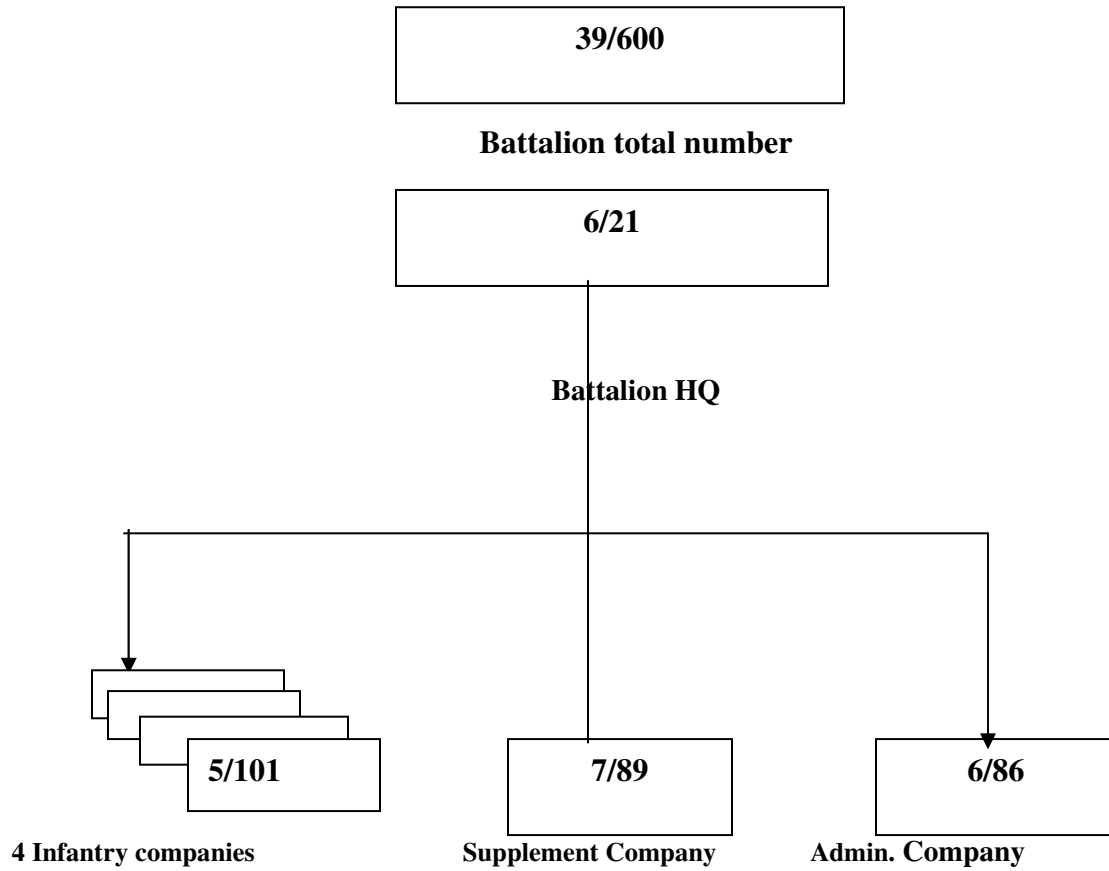 39/600
Battalion total number
6/21
Battalion HQ
5/101
7/89
6/86
4 Infantry companies
Supplement Company
Admin. Company